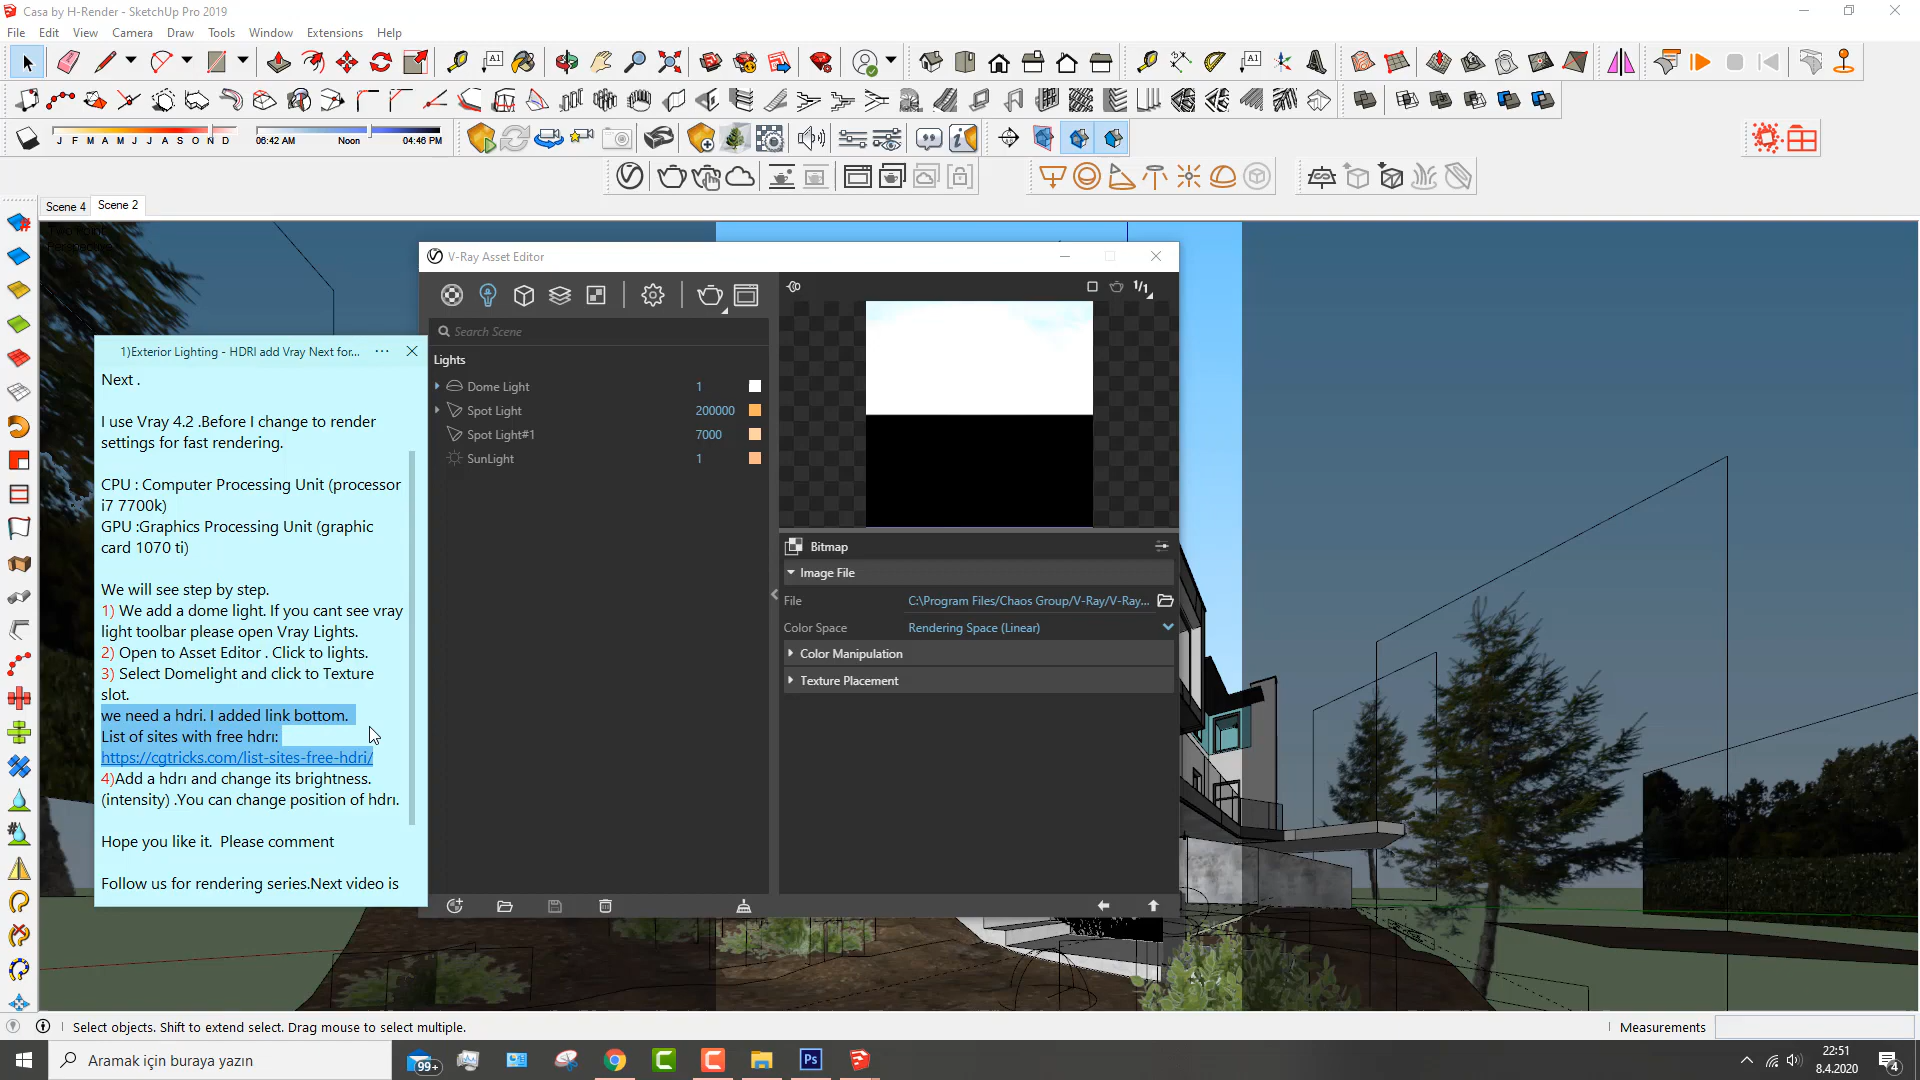 Casa by H-Render - SketchUp Pro 2019
File Edit View Camera Draw Tools Window Extensions Help
A1
A1
J F M A M J J A S O N D
06:42 AM Noon 04:46 PM
Scene 4 Scene 2
V-Ray Asset Editor
1/1
Search Scene
Lights
Dome Light 1
Spot Light 200000
Spot Light#1 7000
SunLight 1
Bitmap
Image File
File C:\Program Files/Chaos Group/V-Ray/V-Ray...
Color Space Rendering Space (Linear)
Color Manipulation
Texture Placement
1)Exterior Lighting - HDRI add Vray Next for...
Next .
I use Vray 4.2 .Before I change to render
settings for fast rendering.
CPU : Computer Processing Unit (processor
i7 7700k)
GPU :Graphics Processing Unit (graphic
card 1070 ti)
We will see step by step.
1) We add a dome light. If you cant see vray
light toolbar please open Vray Lights.
2) Open to Asset Editor . Click to lights.
3) Select Domelight and click to Texture
slot.
we need a hdri. I added link bottom.
List of sites with free hdrı:
https://cgtricks.com/list-sites-free-hdri/
4)Add a hdrı and change its brightness.
(intensity) .You can change position of hdrı.
Hope you like it.  Please comment
Follow us for rendering series.Next video is
Select objects. Shift to extend select. Drag mouse to select multiple.
Measurements
Aramak için buraya yazın
99+
Ps
22:51
8.4.2020
4